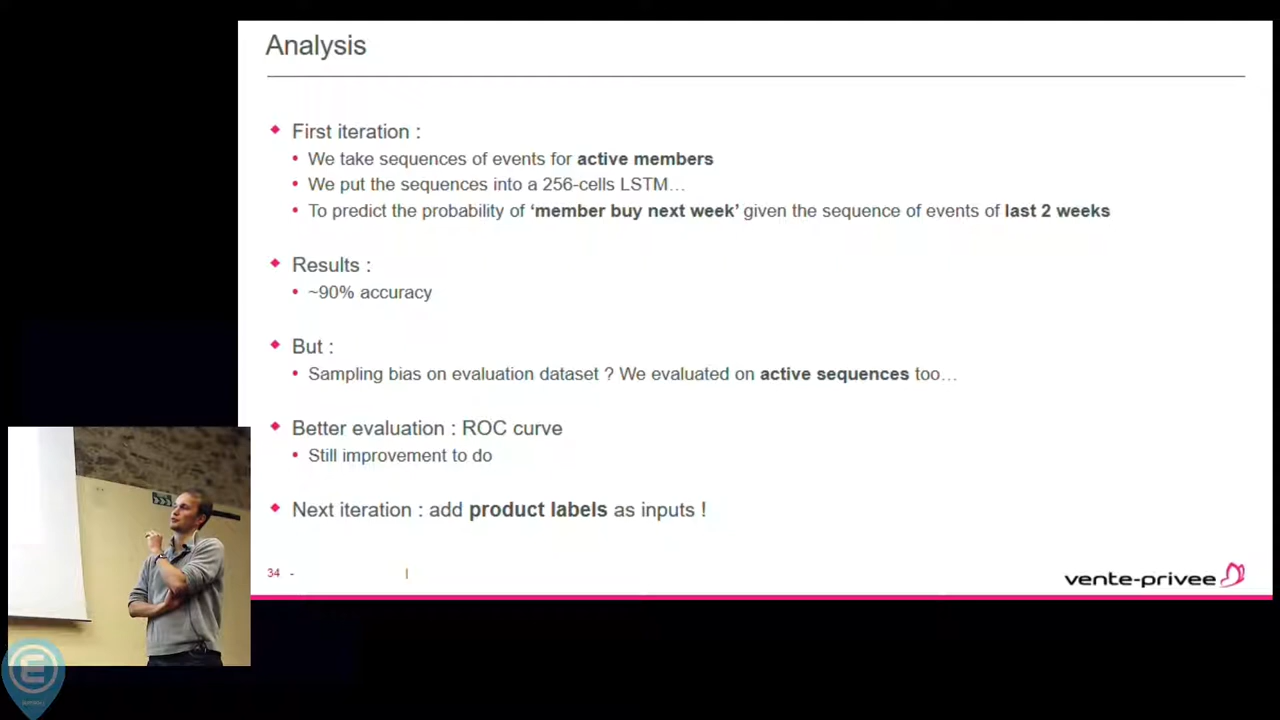 Analysis
First iteration :
We take sequences of events for active members
We put the sequences into a 256-cells LSTM…
To predict the probability of ‘member buy next week’ given the sequence of events of last 2 weeks
Results :
~90% accuracy
But :
Sampling bias on evaluation dataset ? We evaluated on active sequences too…
Better evaluation : ROC curve
Still improvement to do
Next iteration : add product labels as inputs !
34 - |
vente-privee